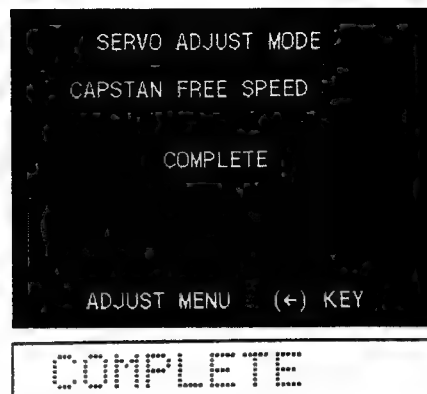 SERVO ADJUST MODE
CAPSTAN FREE SPEED
COMPLETE
ADJUST MENU (←) KEY
COMPLETE